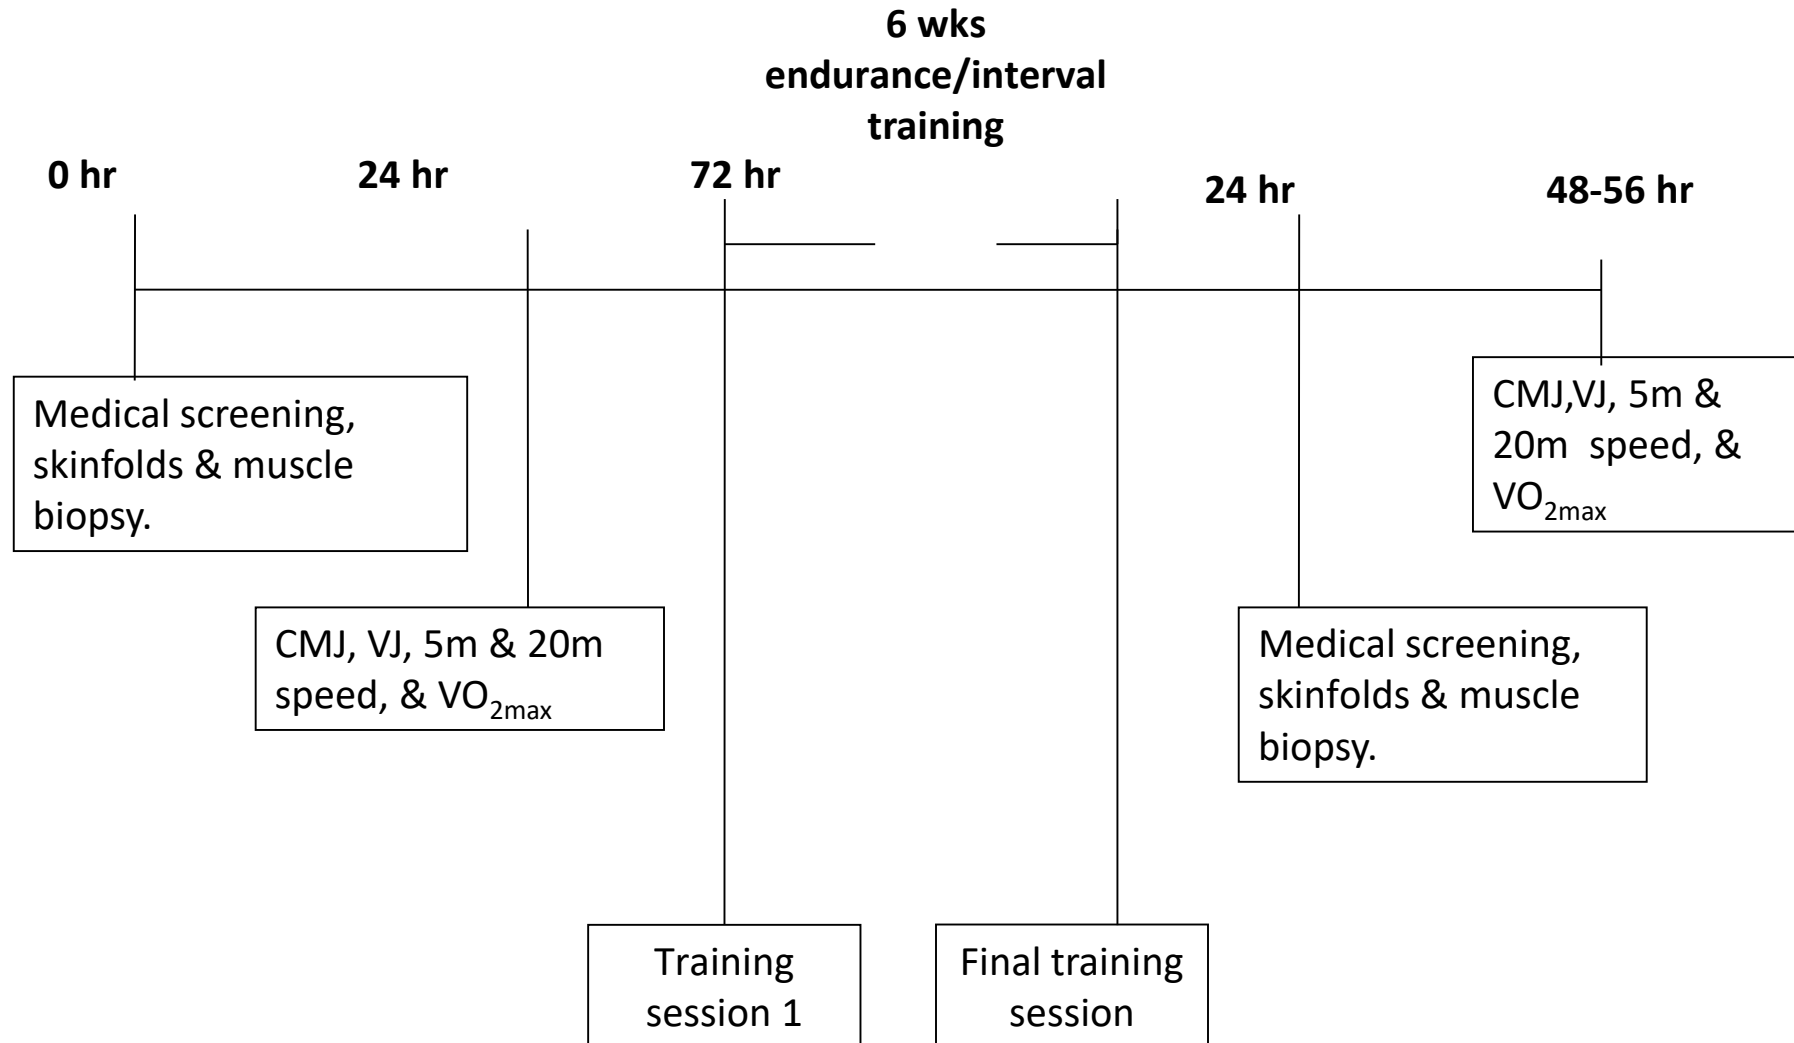 6 wks
endurance/interval
training
0 hr
24 hr
72 hr
24 hr
48-56 hr
Medical screening,
skinfolds & muscle
biopsy.
CMJ, VJ, 5m & 20m
speed, & VO2max
Training
session 1
Final training
session
Medical screening,
skinfolds & muscle
biopsy.
CMJ,VJ, 5m &
20m  speed, &
VO2max